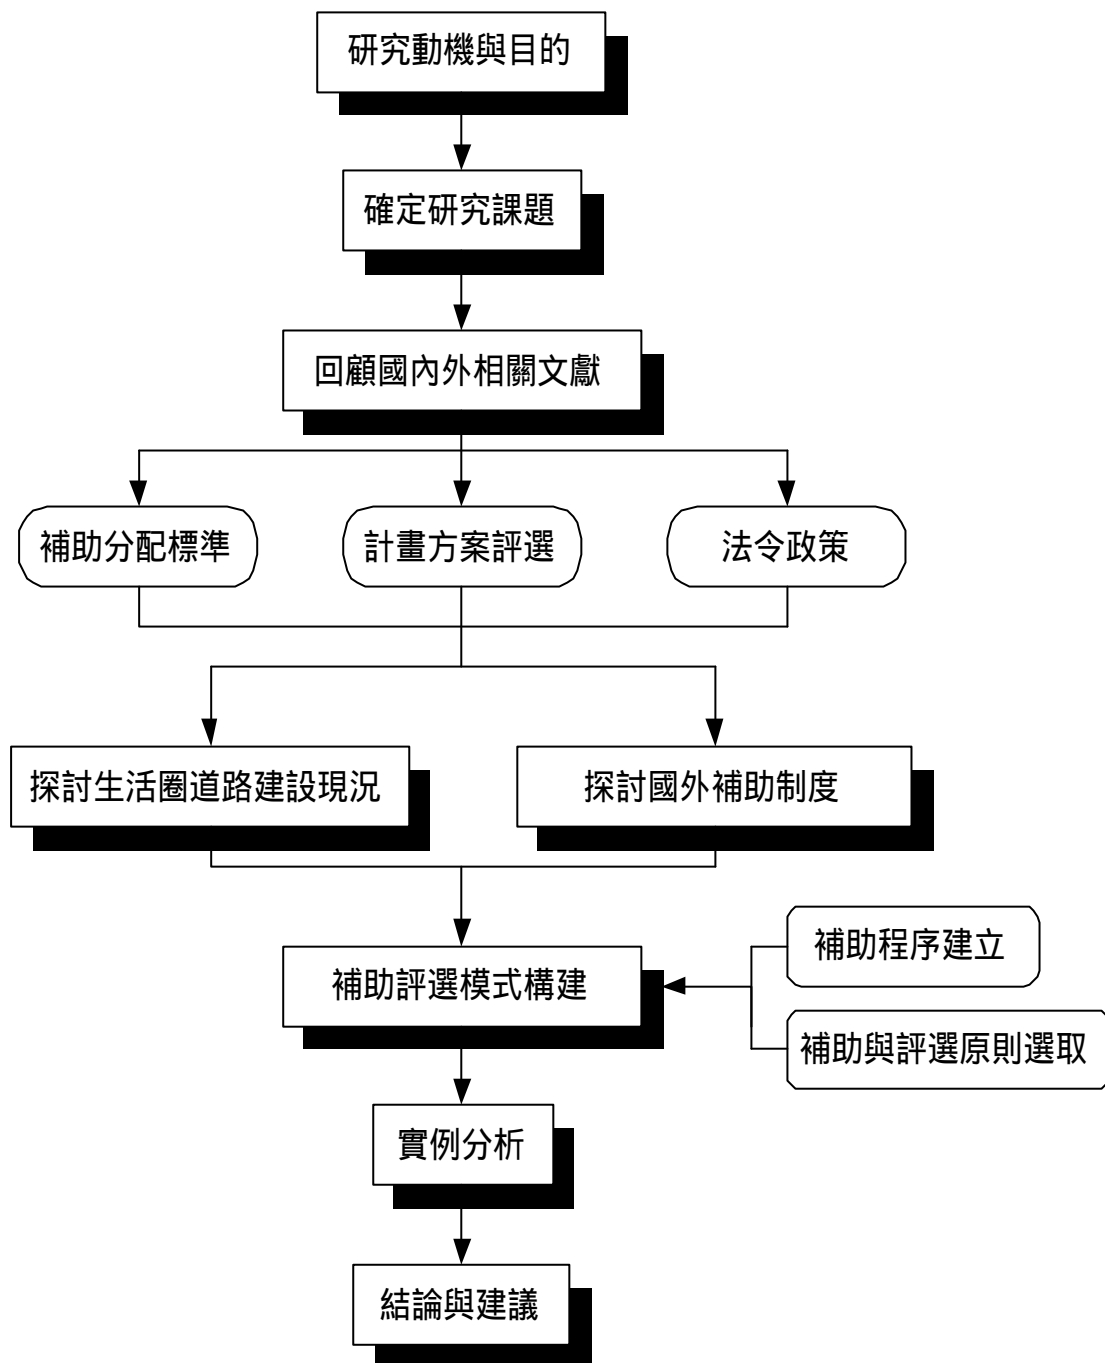 研究動機與目的
確定研究課題
回顧國內外相關文獻
補助分配標準
計畫方案評選
法令政策
探討生活圈道路建設現況
探討國外補助制度
補助程序建立
補助評選模式構建
補助與評選原則選取
實例分析
結論與建議